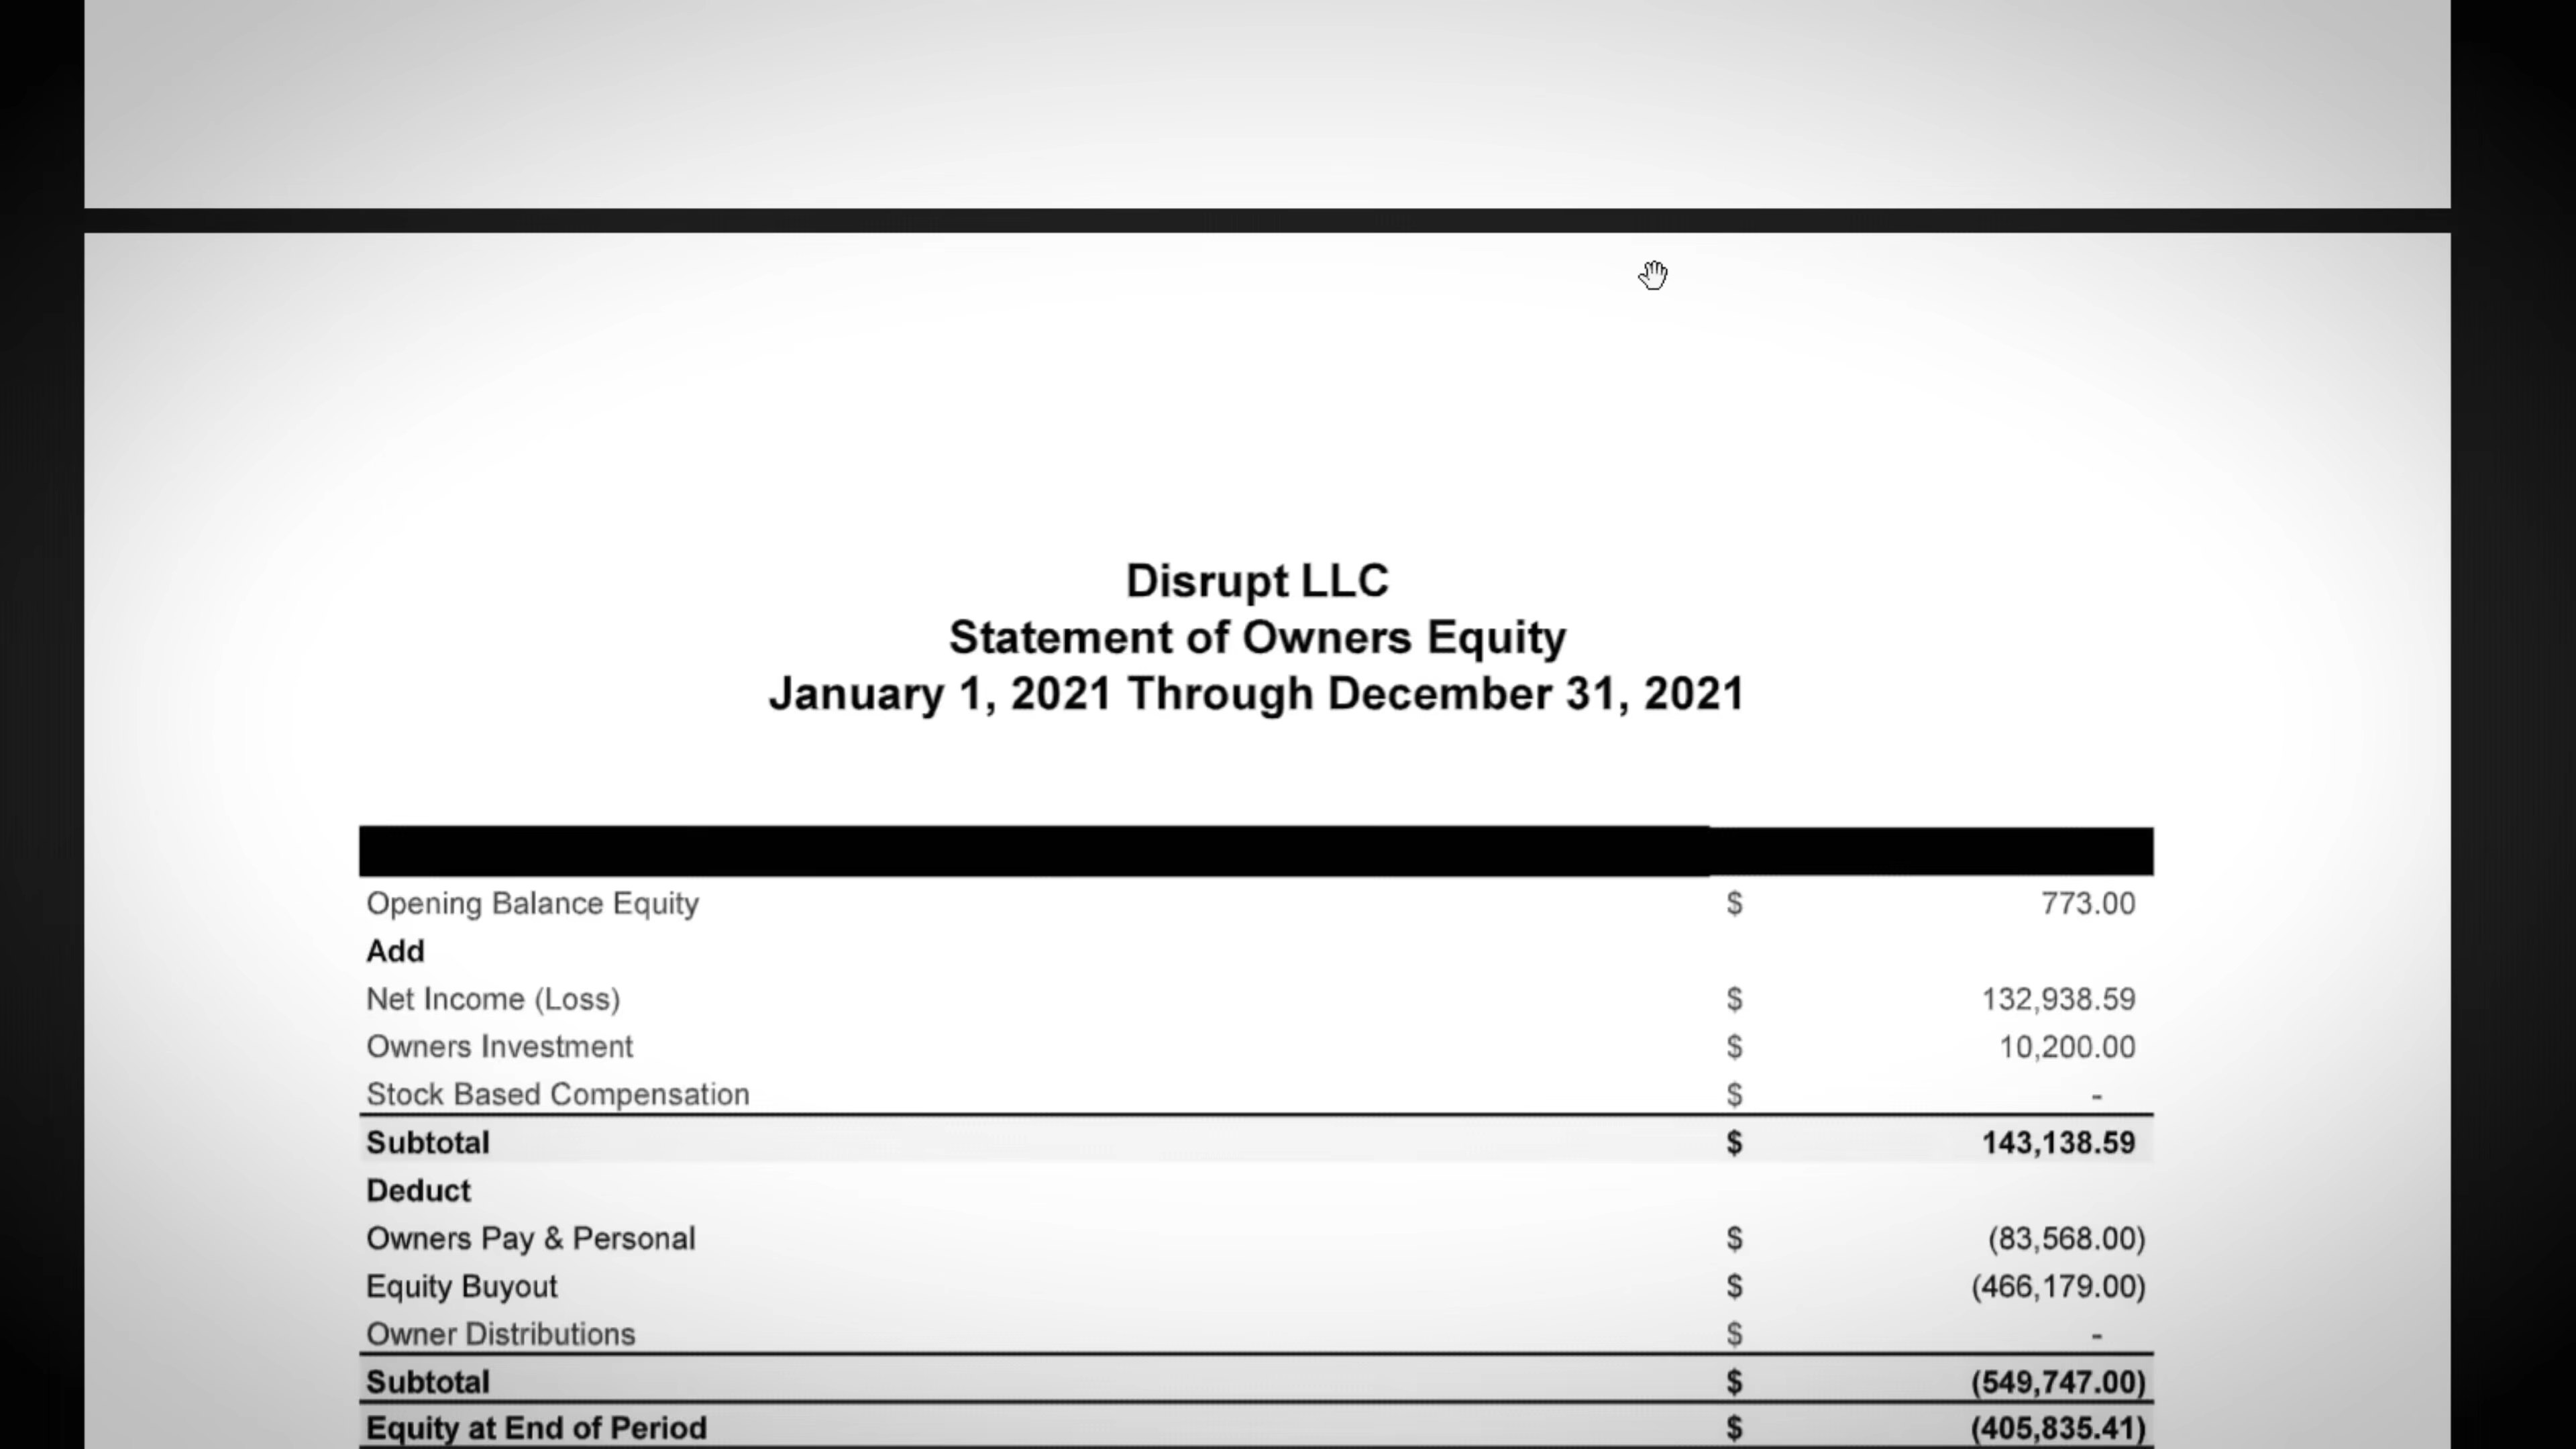 Disrupt LLC
Statement of Owners Equity
January 1, 2021 Through December 31, 2021
Opening Balance Equity $ 773.00
Add
Net Income (Loss) $ 132,938.59
Owners Investment $ 10,200.00
Stock Based Compensation $ -
Subtotal $ 143,138.59
Deduct
Owners Pay & Personal $ (83,568.00)
Equity Buyout $ (466,179.00)
Owner Distributions $ -
Subtotal $ (549,747.00)
Equity at End of Period $ (405,835.41)